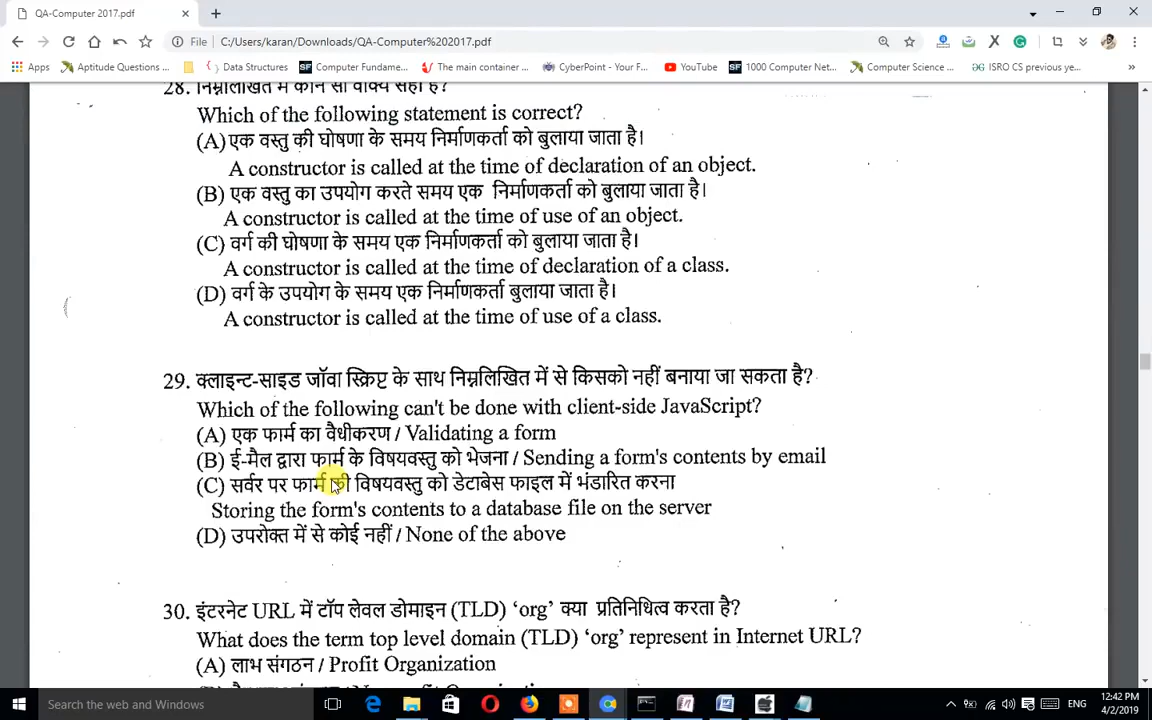 QA-Computer 2017.pdf
File C:/Users/karan/Downloads/QA-Computer%202017.pdf
Apps Aptitude Questions ... Data Structures Computer Fundame... The main container ... CyberPoint - Your F... YouTube 1000 Computer Net... Computer Science ... ISRO CS previous ye...
28. निम्नलिखित में कौन सा वाक्य सही है?
Which of the following statement is correct?
(A) एक वस्तु की घोषणा के समय निर्माणकर्ता को बुलाया जाता है।
A constructor is called at the time of declaration of an object.
(B) एक वस्तु का उपयोग करते समय एक निर्माणकर्ता को बुलाया जाता है।
A constructor is called at the time of use of an object.
(C) वर्ग की घोषणा के समय एक निर्माणकर्ता को बुलाया जाता है।
A constructor is called at the time of declaration of a class.
(D) वर्ग के उपयोग के समय एक निर्माणकर्ता बुलाया जाता है।
A constructor is called at the time of use of a class.
29. क्लाइन्ट-साइड जॉवा स्क्रिप्ट के साथ निम्नलिखित में से किसको नहीं बनाया जा सकता है?
Which of the following can't be done with client-side JavaScript?
(A) एक फार्म का वैधीकरण / Validating a form
(B) ई-मैल द्वारा फार्म के विषयवस्तु को भेजना / Sending a form's contents by email
(C) सर्वर पर फार्म की विषयवस्तु को डेटाबेस फाइल में भंडारित करना
Storing the form's contents to a database file on the server
(D) उपरोक्त में से कोई नहीं / None of the above
30. इंटरनेट URL में टॉप लेवल डोमाइन (TLD) ‘org’ क्या प्रतिनिधित्व करता है?
What does the term top level domain (TLD) ‘org’ represent in Internet URL?
(A) लाभ संगठन / Profit Organization
Search the web and Windows
ENG
12:42 PM
4/2/2019